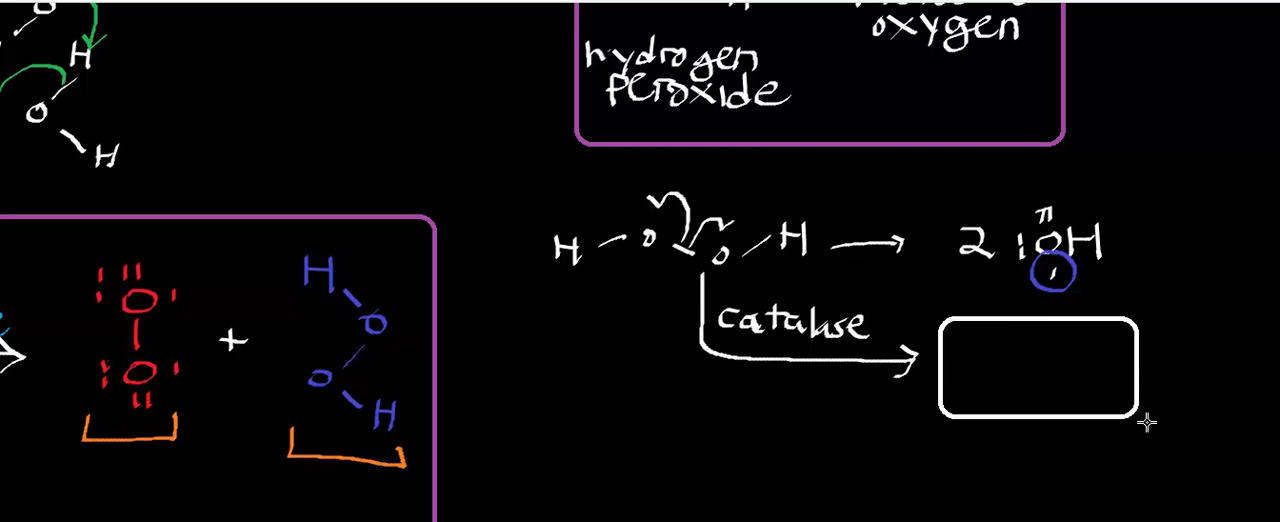 oxygen
hydrogen
peroxide
O
H
O
H
H O O H → 2 :OH
catalase
O
O
+
H
O
O
H